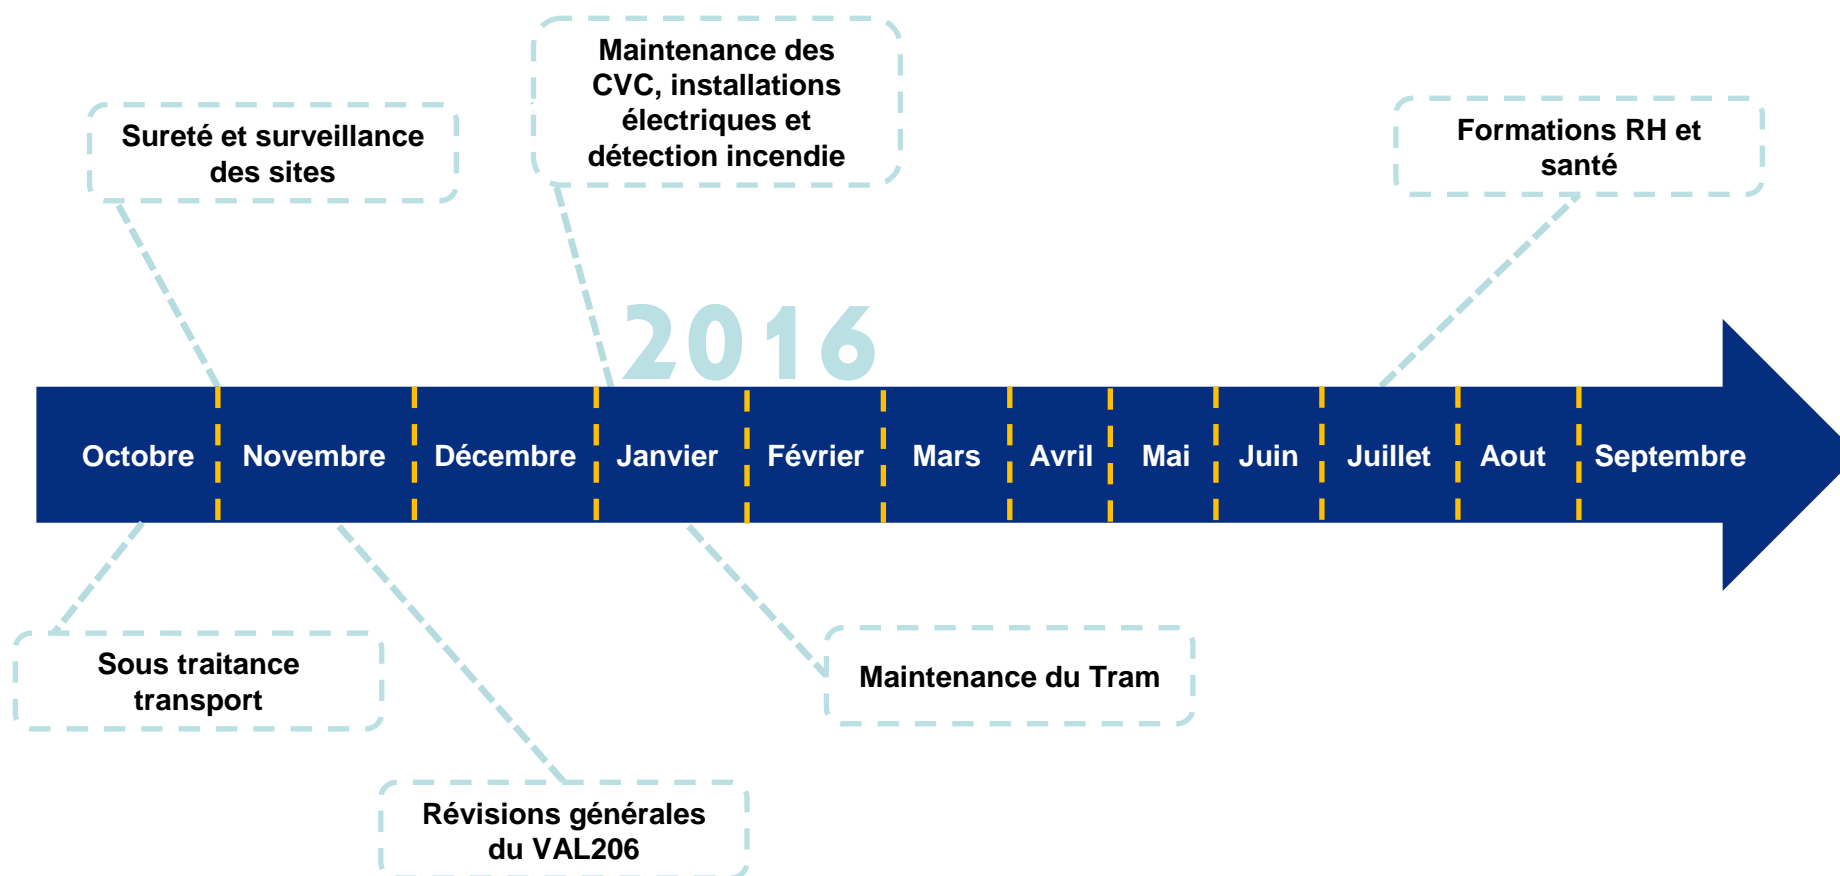 Maintenance des
CVC, installations
électriques et
détection incendie
Sureté et surveillance
des sites
Formations RH et
santé
2016
Octobre
Novembre
Décembre
Janvier
Février
Mars
Avril
Mai
Juin
Juillet
Aout
Septembre
Sous traitance
transport
Maintenance du Tram
Révisions générales
du VAL206